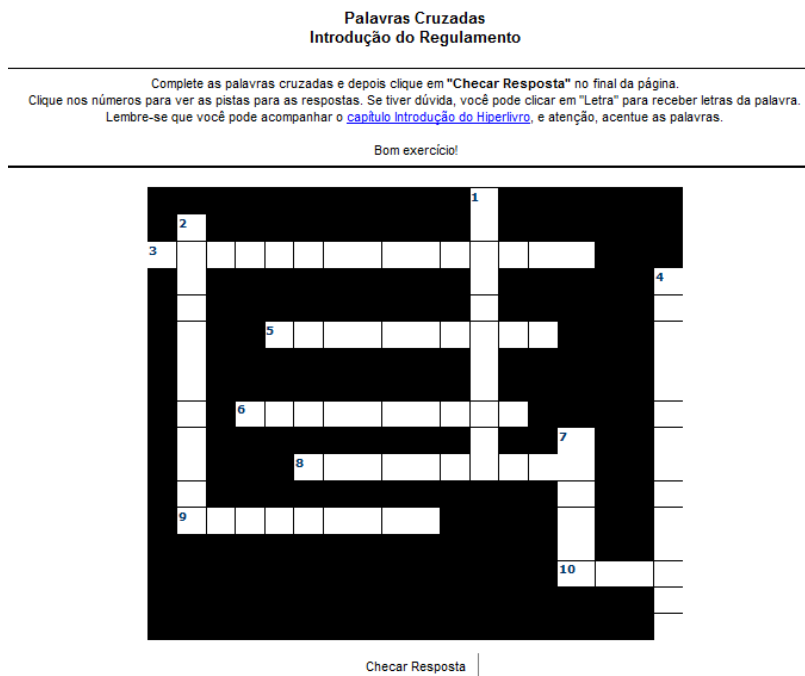 Palavras Cruzadas
Introdução do Regulamento
Complete as palavras cruzadas e depois clique em "Checar Resposta" no final da página.
Clique nos números para ver as pistas para as respostas. Se tiver dúvida, você pode clicar em "Letra" para receber letras da palavra.
Lembre-se que você pode acompanhar o capítulo Introdução do Hiperlivro, e atenção, acentue as palavras.
Bom exercício!
1
2
3
4
5
6
7
8
9
10
Checar Resposta